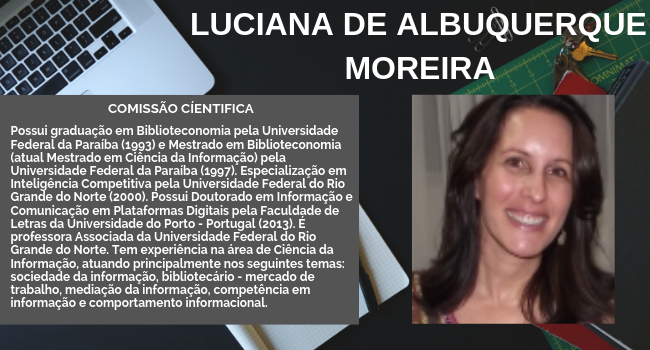 LUCIANA DE ALBUQUERQUE
MOREIRA
COMISSÃO CÍENTIFICA
Possui graduação em Biblioteconomia pela Universidade
Federal da Paraíba (1993) e Mestrado em Biblioteconomia
(atual Mestrado em Ciência da Informação) pela
Universidade Federal da Paraíba (1997). Especialização em
Inteligência Competitiva pela Universidade Federal do Rio
Grande do Norte (2000). Possui Doutorado em Informação e
Comunicação em Plataformas Digitais pela Faculdade de
Letras da Universidade do Porto - Portugal (2013). É
professora Associada da Universidade Federal do Rio
Grande do Norte. Tem experiência na área de Ciência da
Informação, atuando principalmente nos seguintes temas:
sociedade da informação, bibliotecário - mercado de
trabalho, mediação da informação, competência em
informação e comportamento informacional.
OMNIMAT